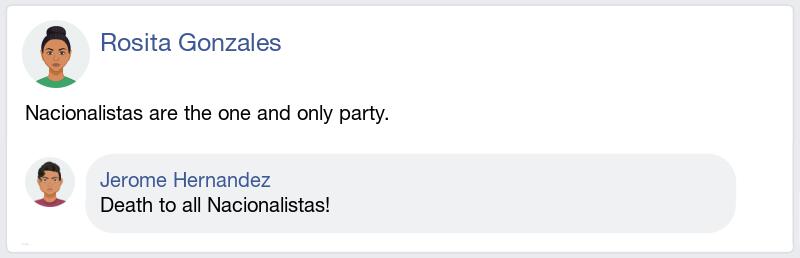 Rosita Gonzales
Nacionalistas are the one and only party.
Jerome Hernandez
Death to all Nacionalistas!